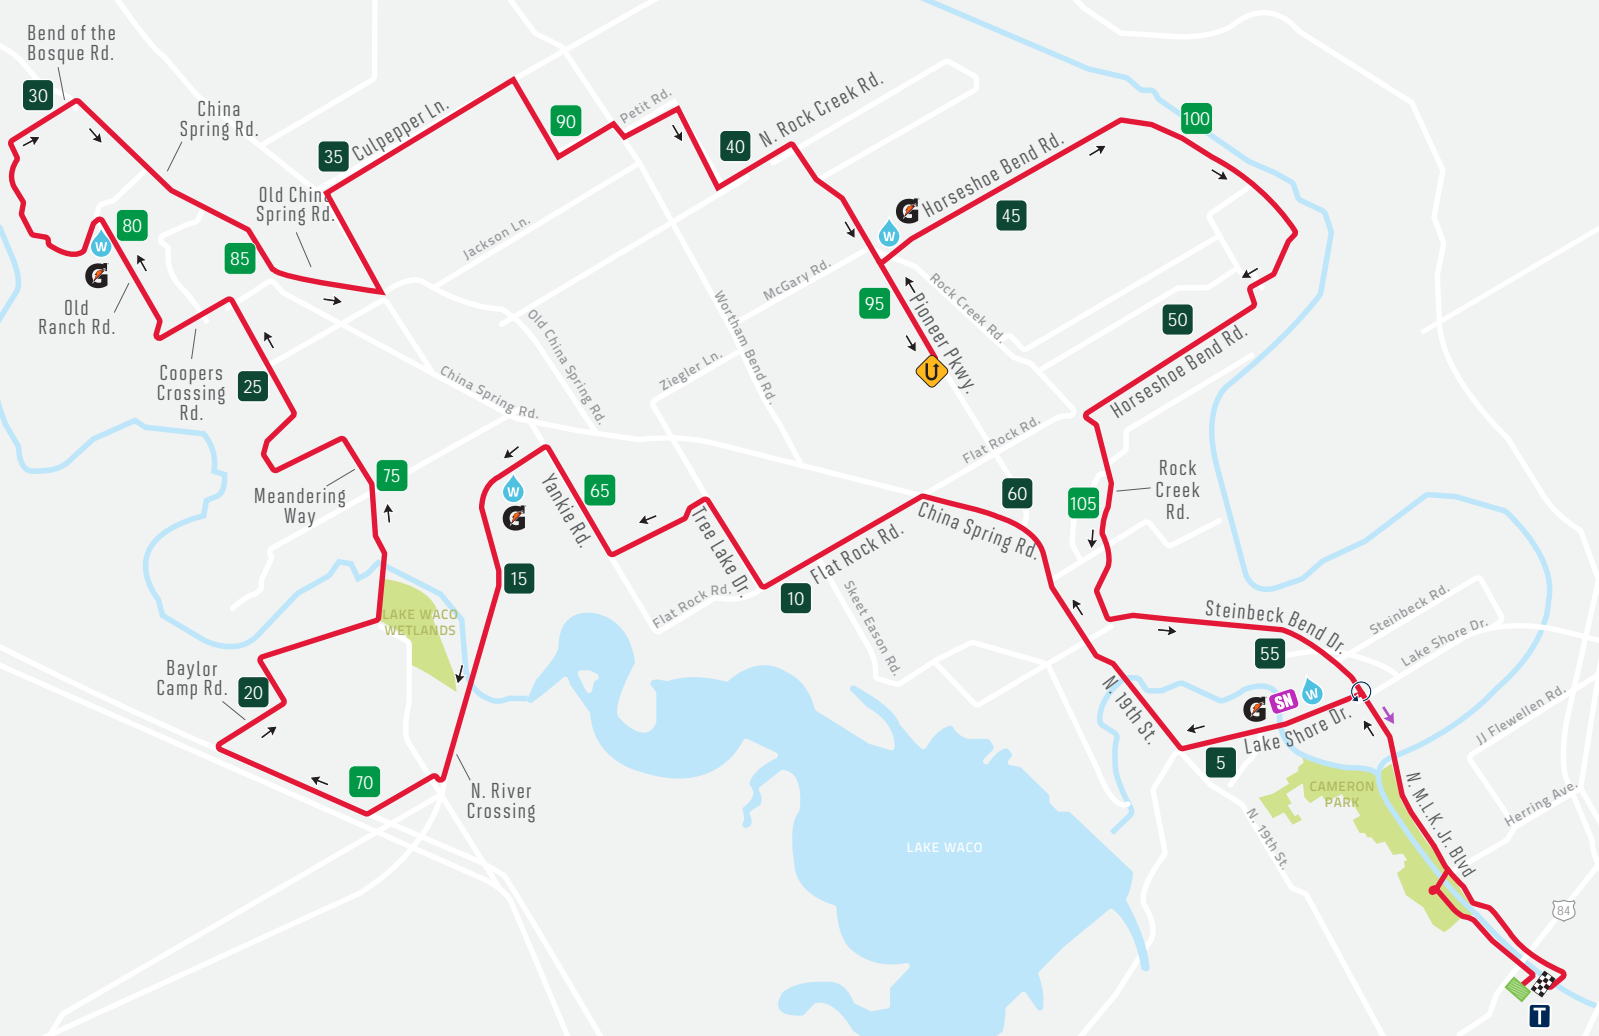 Bend of the
Bosque Rd.
30
China
Spring Rd.
35
Culpepper Ln.
90
Petit Rd.
40
N. Rock Creek Rd.
100
Horseshoe Bend Rd.
45
Old China
Spring Rd.
80
W
G
85
Old
Ranch Rd.
Jackson Ln.
McGary Rd.
G
W
95
Pioneer Pkwy.
Rock Creek Rd.
50
Horseshoe Bend Rd.
Coopers
Crossing
Rd.
25
Old China Spring Rd.
Wortham Bend Rd.
Ziegler Ln.
China Spring Rd.
Flat Rock Rd.
Meandering
Way
75
W
G
Yankie Rd.
65
Tree Lake Dr.
60
China Spring Rd.
Flat Rock Rd.
105
Rock
Creek
Rd.
15
10
Flat Rock Rd.
Skeet Eason Rd.
LAKE WACO
WETLANDS
Steinbeck Bend Dr.
Steinbeck Rd.
Lake Shore Dr.
55
Baylor
Camp Rd.
20
N. 19th St.
G
SN
W
Lake Shore Dr.
5
JJ Flewellen Rd.
70
N. River
Crossing
CAMERON
PARK
N. M.L.K. Jr. Blvd
Herring Ave.
N. 19th St.
LAKE WACO
84
T